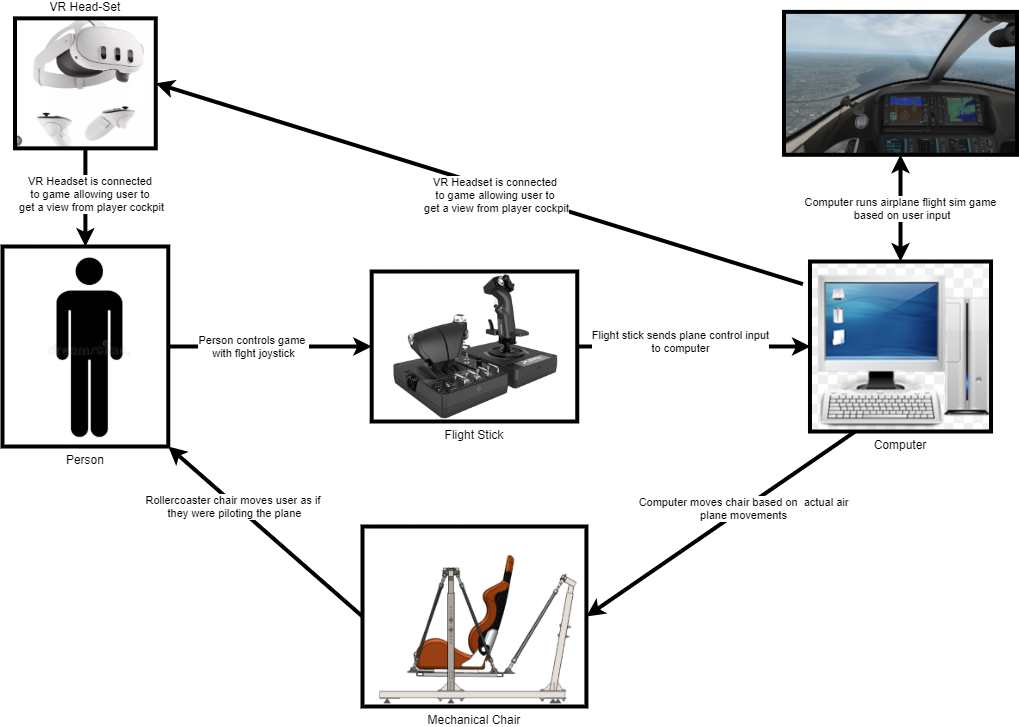 VR Head-Set
VR Headset is connected
to game allowing user to
get a view from player cockpit
VR Headset is connected
to game allowing user to
get a view from player cockpit
Computer runs airplane flight sim game
based on user input
Person controls game
with flght joystick
Flight stick sends plane control input
to computer
Flight Stick
Computer
Person
Rollercoaster chair moves user as if
they were piloting the plane
Computer moves chair based on  actual air
plane movements
Mechanical Chair